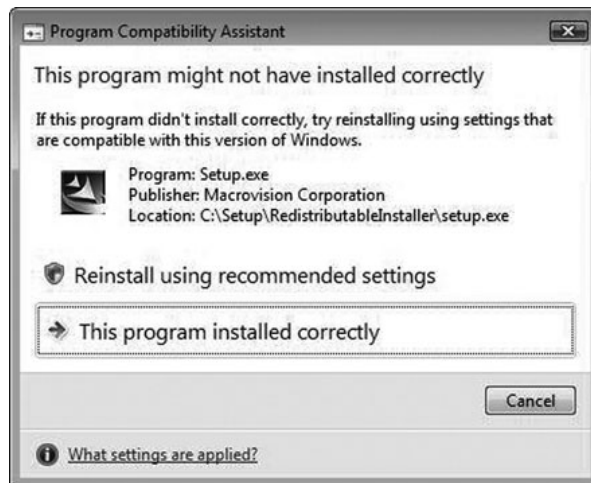 Program Compatibility Assistant
This program might not have installed correctly
If this program didn't install correctly, try reinstalling using settings that
are compatible with this version of Windows.
Program: Setup.exe
Publisher: Macrovision Corporation
Location: C:\Setup\RedistributableInstaller\setup.exe
Reinstall using recommended settings
This program installed correctly
Cancel
What settings are applied?